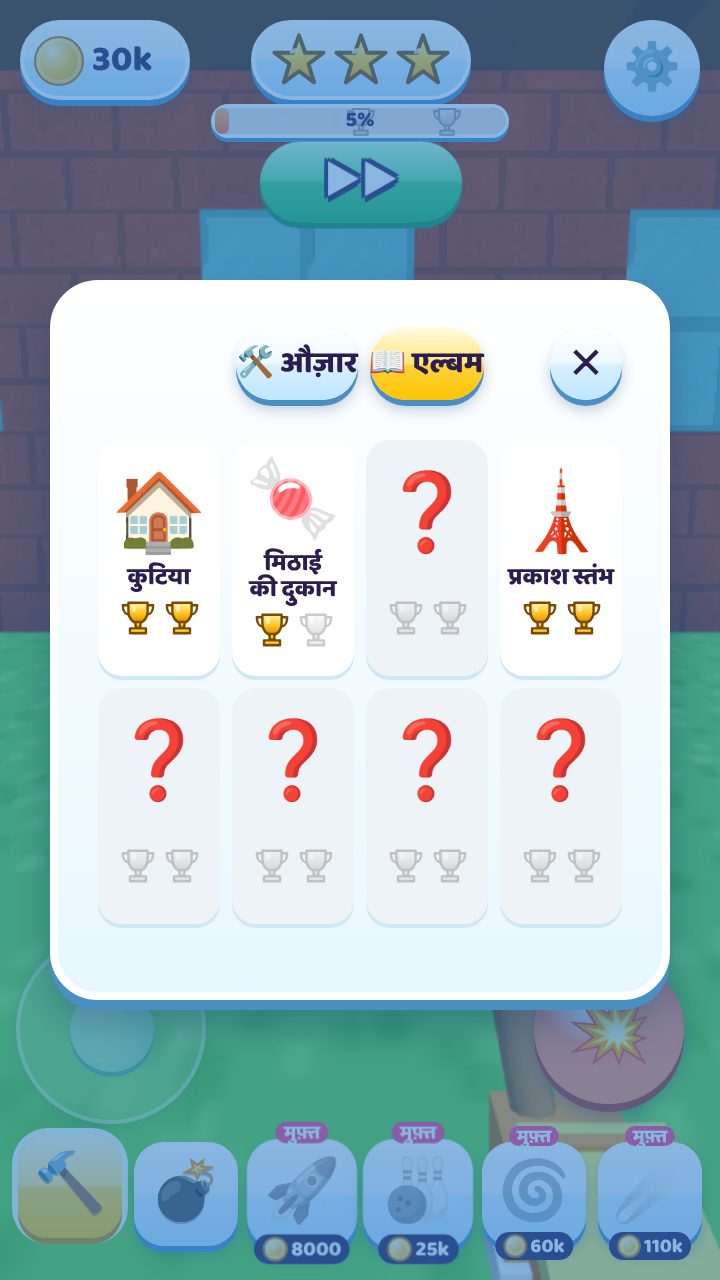 30k
5%
औज़ार
एल्बम
कुटिया
मिठाई
की दुकान
प्रकाश स्तंभ
मुफ़्त
मुफ़्त
मुफ़्त
मुफ़्त
8000
25k
60k
110k